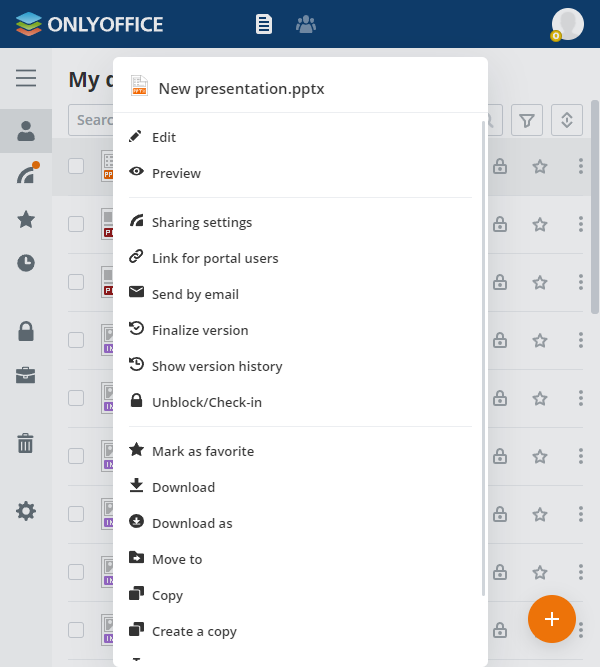 ONLYOFFICE
My d
New presentation.pptx
Searc
Edit
Preview
Sharing settings
Link for portal users
Send by email
Finalize version
Show version history
Unblock/Check-in
Mark as favorite
Download
Download as
Move to
Copy
Create a copy